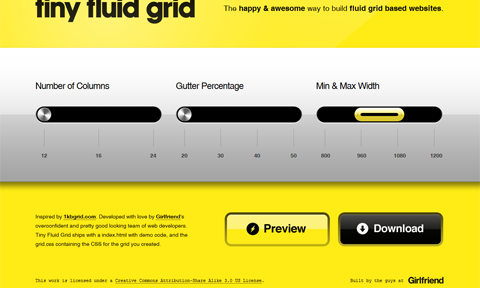 tiny fluid grid
The happy & awesome way to build fluid grid based websites.
Number of Columns
Gutter Percentage
Min & Max Width
12 16 24
20 30 40 50
800 960 1080 1200
Inspired by 1kbgrid.com. Developed with love by Girlfriend's
overconfident and pretty good looking team of web developers.
Tiny Fluid Grid ships with a index.html with demo code, and the
grid.css containing the CSS for the grid you created.
Preview
Download
This work is licensed under a Creative Commons Attribution-Share Alike 3.0 US License.
Built by the guys at Girlfriend